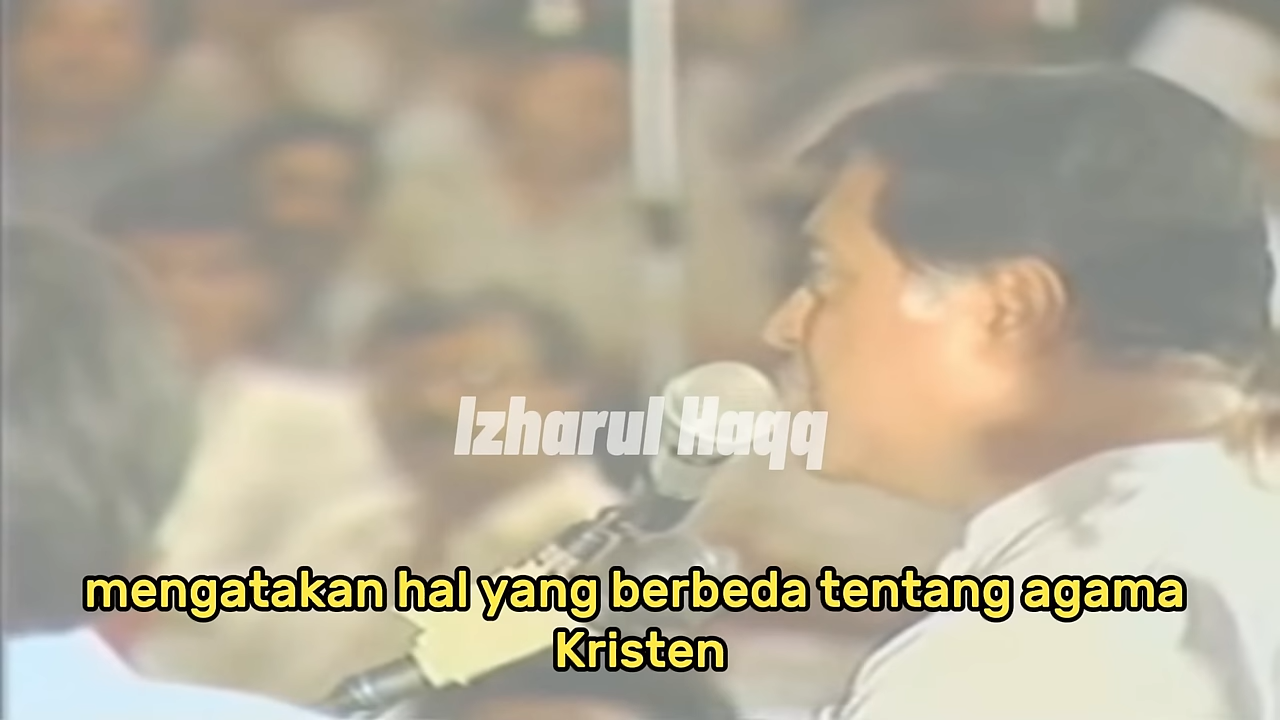 Izharul Haqq
mengatakan hal yang berbeda tentang agama
Kristen